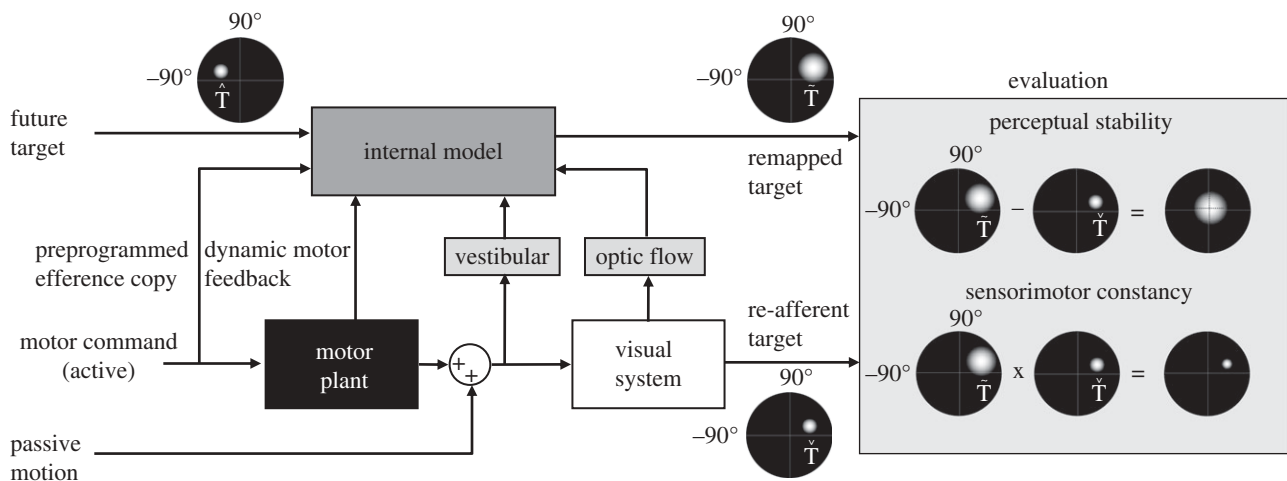 90°
–90°
T̂
future
target
internal model
90°
–90°
T̃
remapped
target
preprogrammed
efference copy
dynamic motor
feedback
vestibular
optic flow
motor command
(active)
motor
plant
+
+
visual
system
re-afferent
target
90°
–90°
Ť
passive
motion
evaluation
perceptual stability
90°
–90°
T̃
–
Ť
=
sensorimotor constancy
90°
–90°
T̃
x
Ť
=